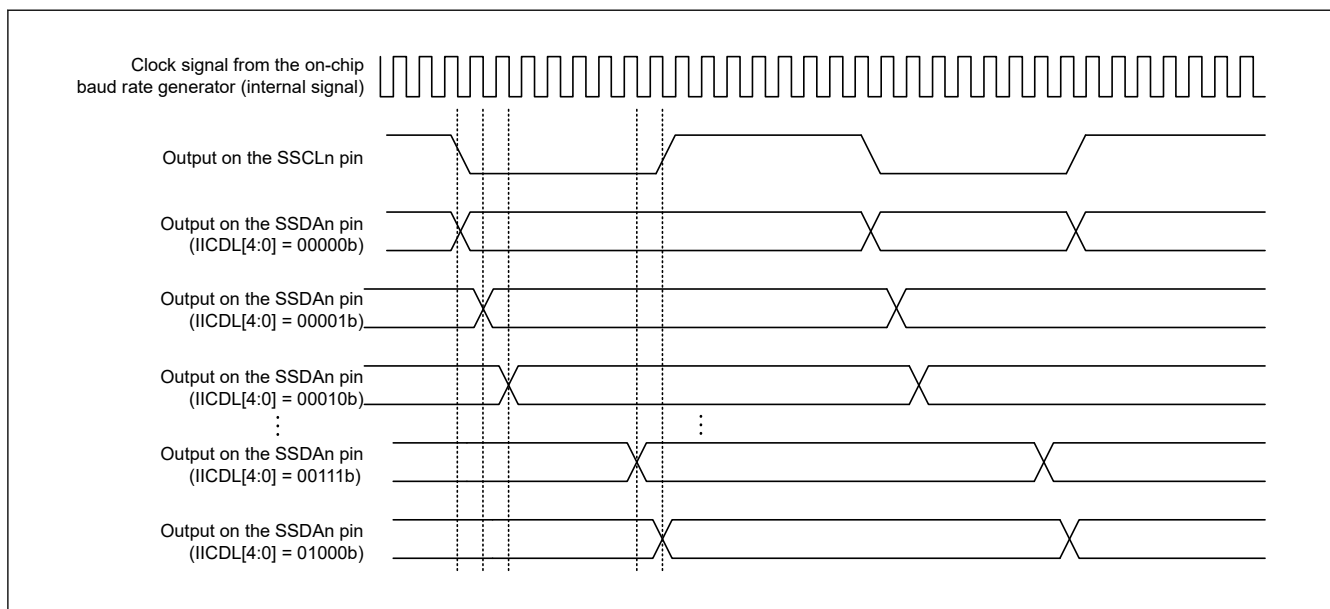 Clock signal from the on-chip
baud rate generator (internal signal)
Output on the SSCLn pin
Output on the SSDAn pin
(IICDL[4:0] = 00000b)
Output on the SSDAn pin
(IICDL[4:0] = 00001b)
Output on the SSDAn pin
(IICDL[4:0] = 00010b)
Output on the SSDAn pin
(IICDL[4:0] = 00111b)
Output on the SSDAn pin
(IICDL[4:0] = 01000b)